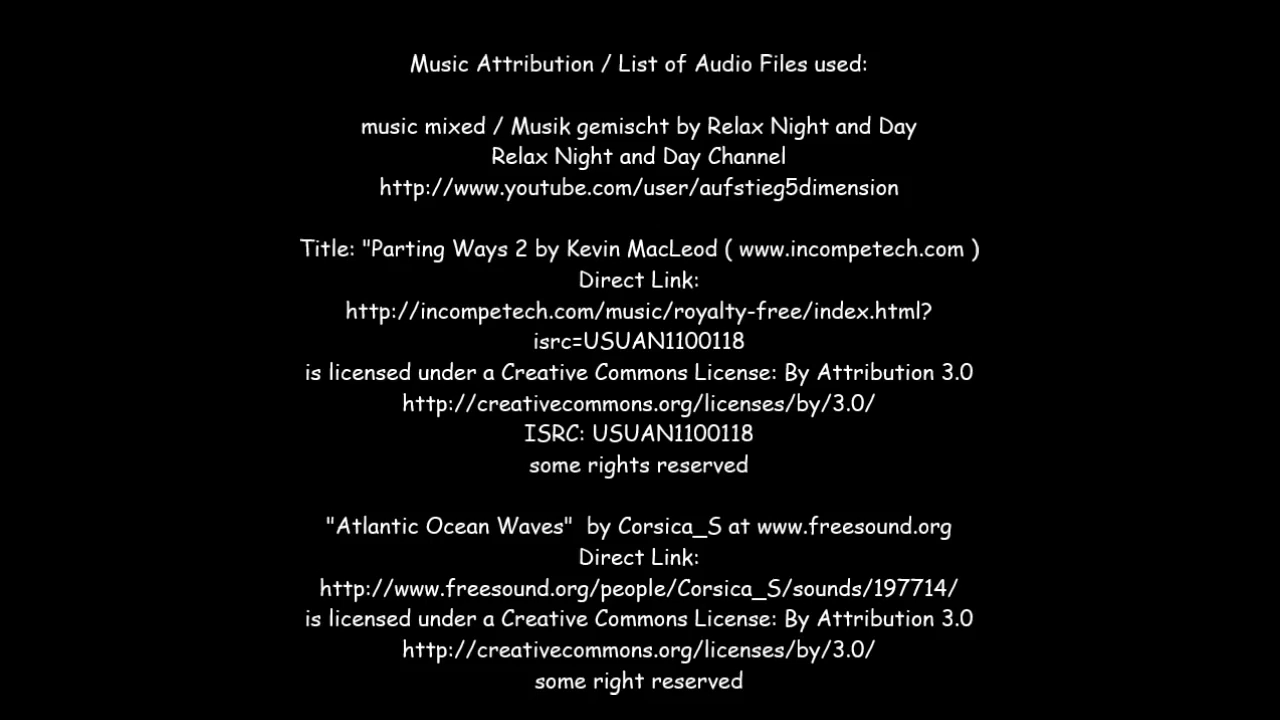 Music Attribution / List of Audio Files used:
music mixed / Musik gemischt by Relax Night and Day
Relax Night and Day Channel
http://www.youtube.com/user/aufstieg5dimension
Title: "Parting Ways 2 by Kevin MacLeod ( www.incompetech.com )
Direct Link:
http://incompetech.com/music/royalty-free/index.html?
isrc=USUAN1100118
is licensed under a Creative Commons License: By Attribution 3.0
http://creativecommons.org/licenses/by/3.0/
ISRC: USUAN1100118
some rights reserved
"Atlantic Ocean Waves"  by Corsica_S at www.freesound.org
Direct Link:
http://www.freesound.org/people/Corsica_S/sounds/197714/
is licensed under a Creative Commons License: By Attribution 3.0
http://creativecommons.org/licenses/by/3.0/
some right reserved